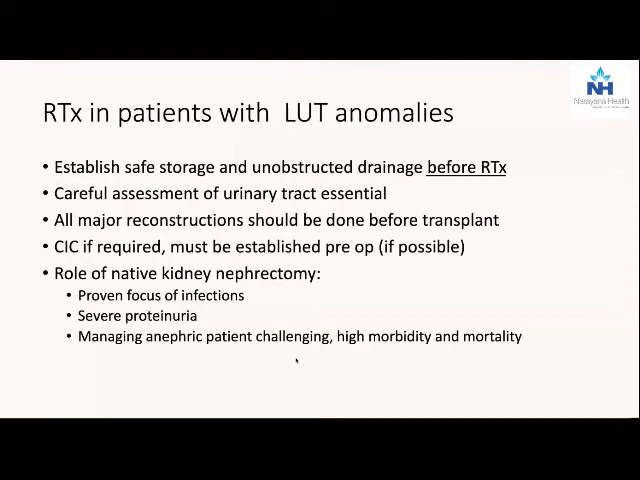 NH
Narayana Health
RTx in patients with LUT anomalies
• Establish safe storage and unobstructed drainage before RTx
• Careful assessment of urinary tract essential
• All major reconstructions should be done before transplant
• CIC if required, must be established pre op (if possible)
• Role of native kidney nephrectomy:
• Proven focus of infections
• Severe proteinuria
• Managing anephric patient challenging, high morbidity and mortality